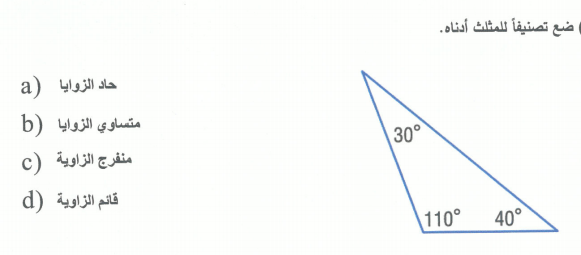 ) ضع تصنيفاً للمثلث أدناه.
a) حاد الزوايا
b) متساوي الزوايا
c) منفرج الزاوية
d) قائم الزاوية
30°
110° 40°